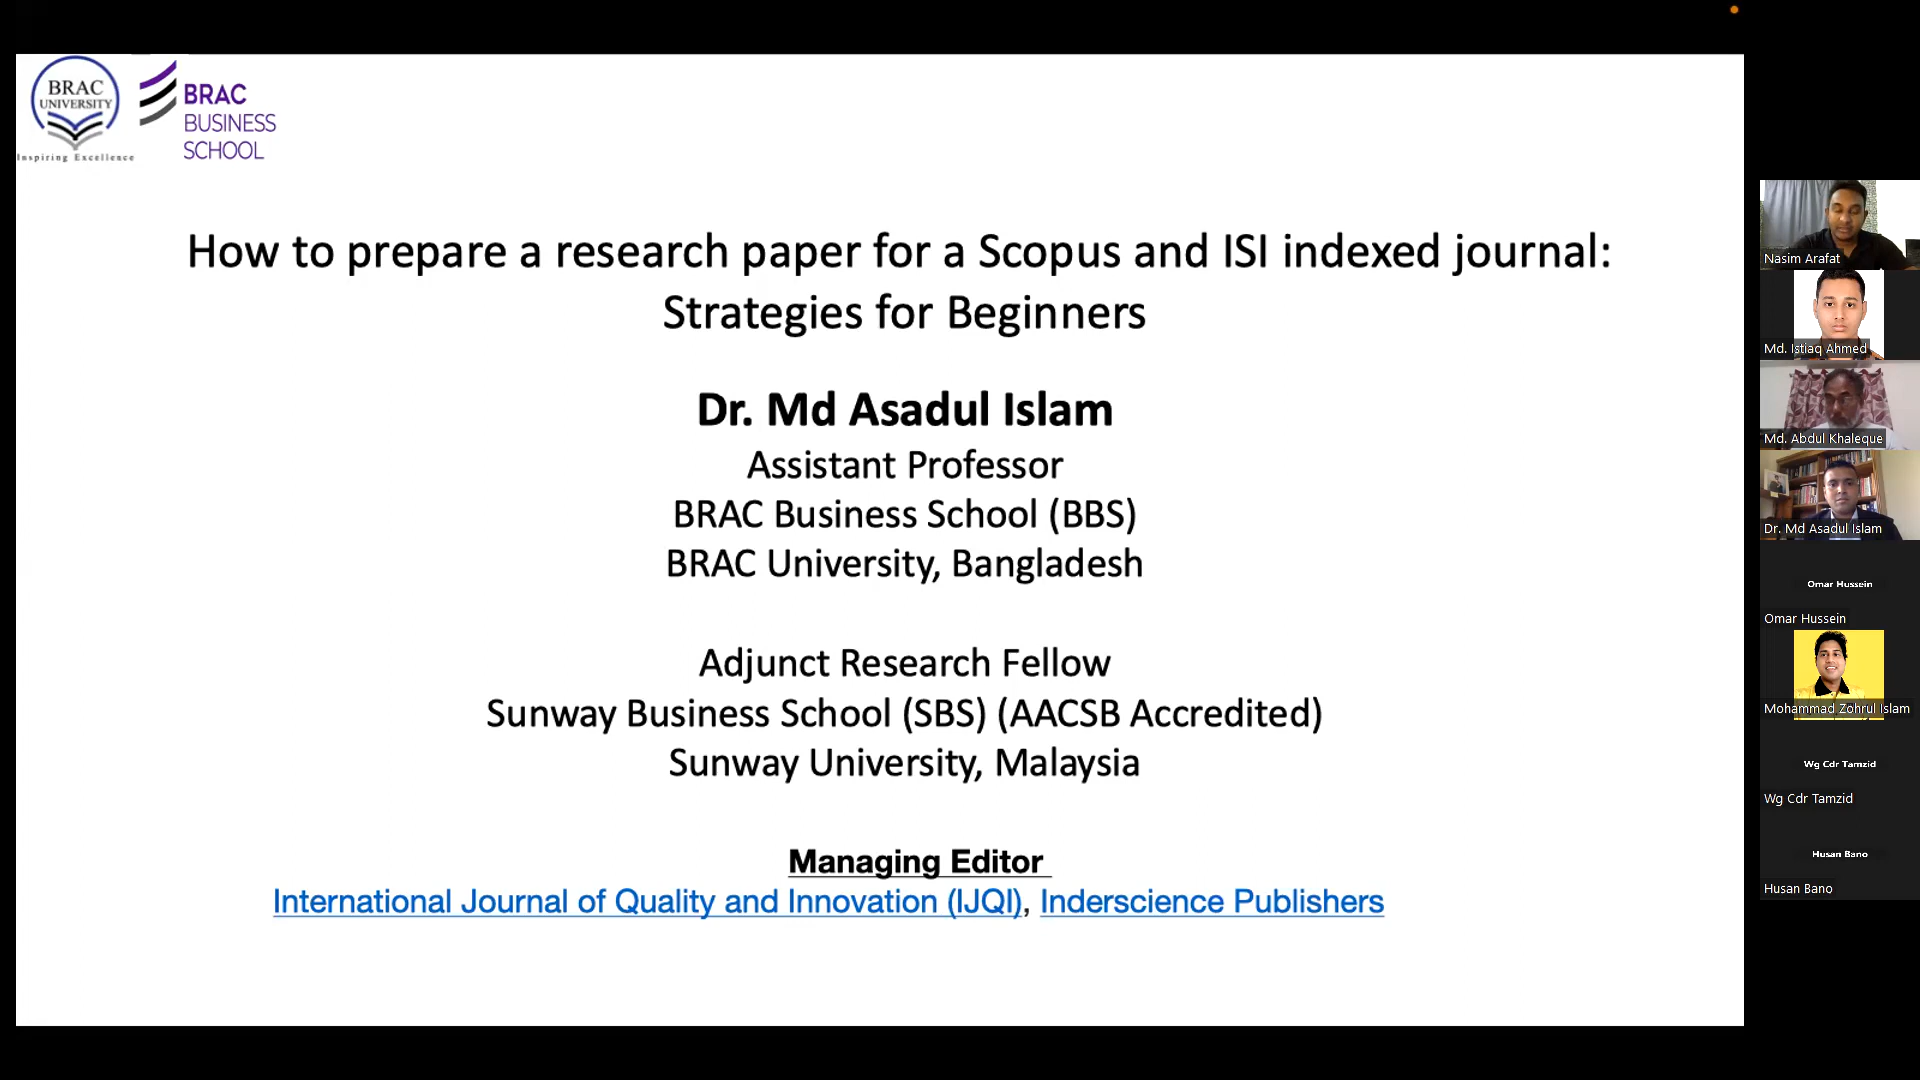 BRAC
UNIVERSITY
Inspiring Excellence
BRAC
BUSINESS
SCHOOL
How to prepare a research paper for a Scopus and ISI indexed journal:
Strategies for Beginners
Dr. Md Asadul Islam
Assistant Professor
BRAC Business School (BBS)
BRAC University, Bangladesh
Adjunct Research Fellow
Sunway Business School (SBS) (AACSB Accredited)
Sunway University, Malaysia
Managing Editor
International Journal of Quality and Innovation (IJQI), Inderscience Publishers
Nasim Arafat
Md. Istiaq Ahmed
Md. Abdul Khaleque
Dr. Md Asadul Islam
Omar Hussein
Omar Hussein
Mohammad Zohrul Islam
Wg Cdr Tamzid
Wg Cdr Tamzid
Husan Bano
Husan Bano